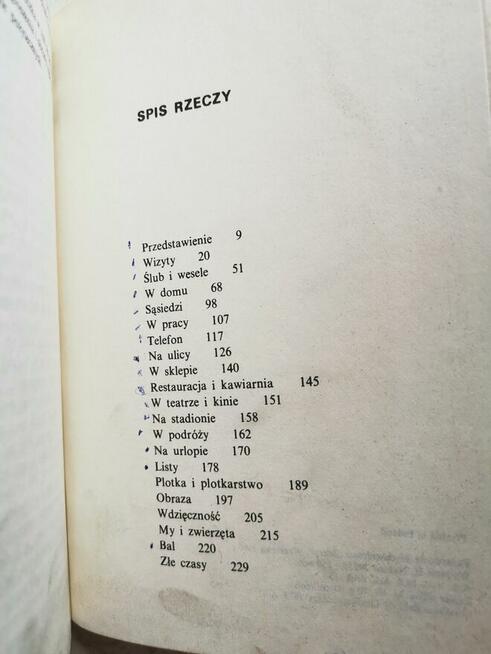 SPIS RZECZY
Przedstawienie 9
Wizyty 20
Ślub i wesele 51
W domu 68
Sąsiedzi 98
W pracy 107
Telefon 117
Na ulicy 126
W sklepie 140
Restauracja i kawiarnia 145
W teatrze i kinie 151
Na stadionie 158
W podróży 162
Na urlopie 170
Listy 178
Plotka i plotkarstwo 189
Obraza 197
Wdzięczność 205
My i zwierzęta 215
Bal 220
Złe czasy 229